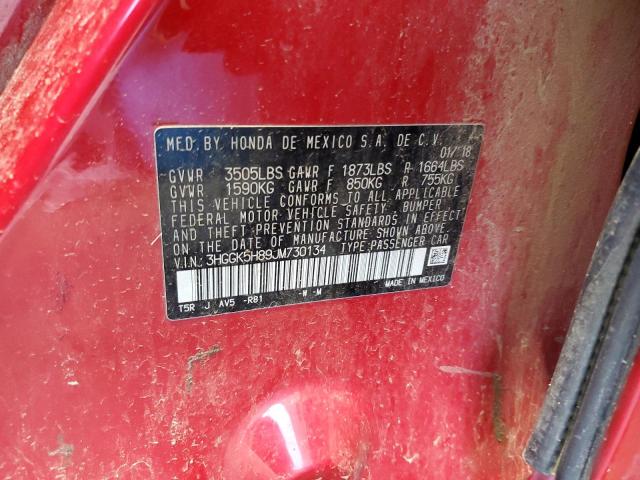 MFD. BY HONDA DE MEXICO S.A. DE C.V.
01/'18
GVWR 3505LBS GAWR F 1873LBS R 1664LBS
GVWR 1590KG GAWR F 850KG R 755KG
THIS VEHICLE CONFORMS TO ALL APPLICABLE
FEDERAL MOTOR VEHICLE SAFETY, BUMPER,
AND THEFT PREVENTION STANDARDS IN EFFECT
ON THE DATE OF MANUFACTURE SHOWN ABOVE.
V.I.N: 3HGGK5H89JM730134 TYPE:PASSENGER CAR
T5R J AV5 -R81 -W -M
MADE IN MEXICO